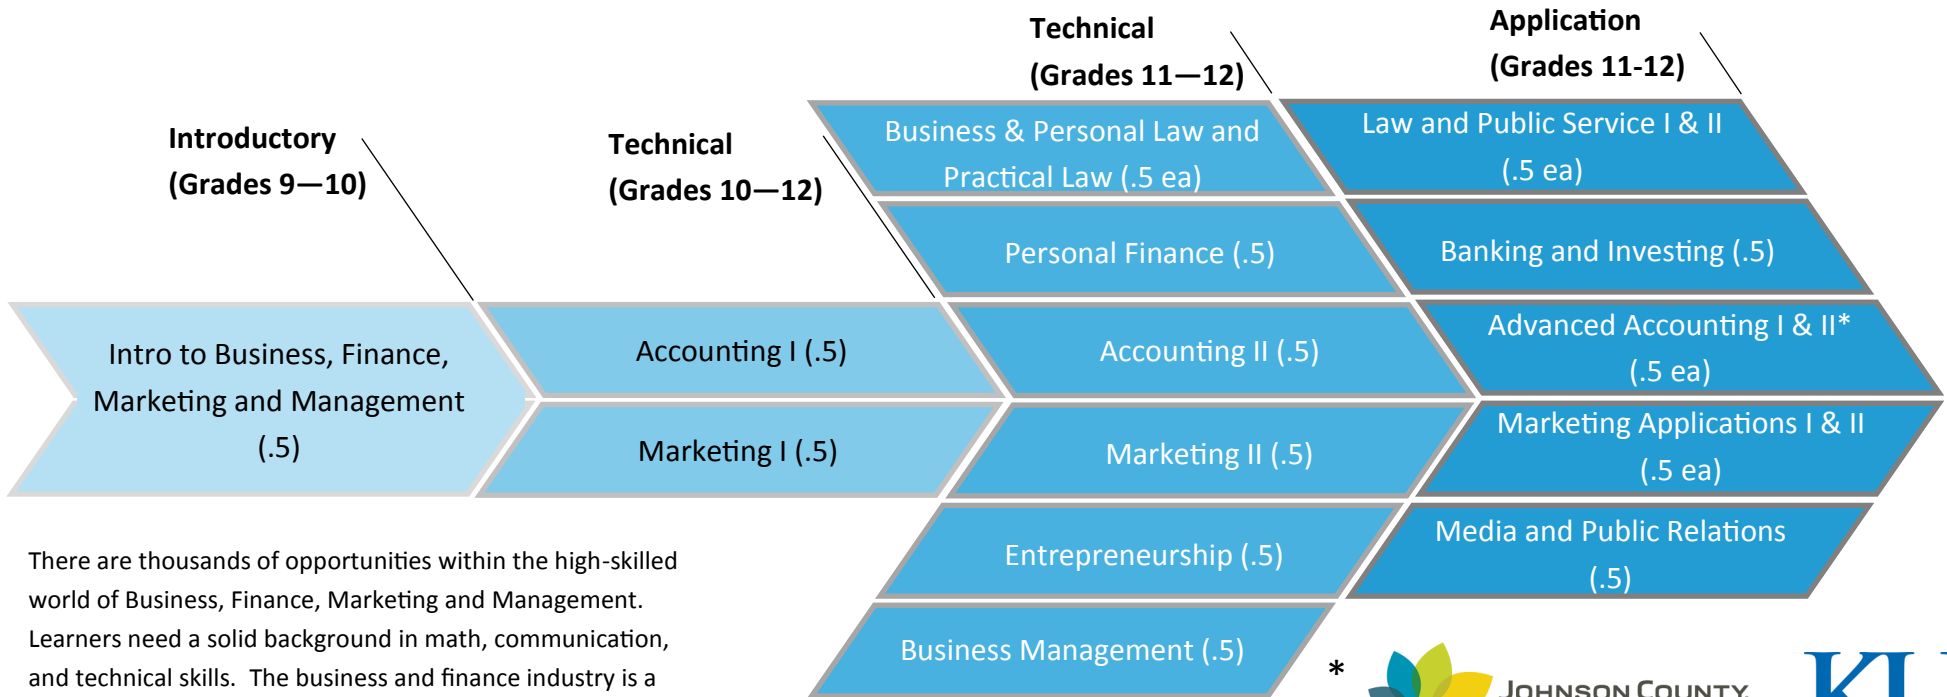 Introductory
(Grades 9—10)
Technical
(Grades 10—12)
Technical
(Grades 11—12)
Application
(Grades 11-12)
Intro to Business, Finance,
Marketing and Management
(.5)
Accounting I (.5)
Marketing I (.5)
Business & Personal Law and
Practical Law (.5 ea)
Personal Finance (.5)
Accounting II (.5)
Marketing II (.5)
Entrepreneurship (.5)
Business Management (.5)
Law and Public Service I & II
(.5 ea)
Banking and Investing (.5)
Advanced Accounting I & II*
(.5 ea)
Marketing Applications I & II
(.5 ea)
Media and Public Relations
(.5)
There are thousands of opportunities within the high-skilled
world of Business, Finance, Marketing and Management.
Learners need a solid background in math, communication,
and technical skills.  The business and finance industry is a
*
JOHNSON COUNTY